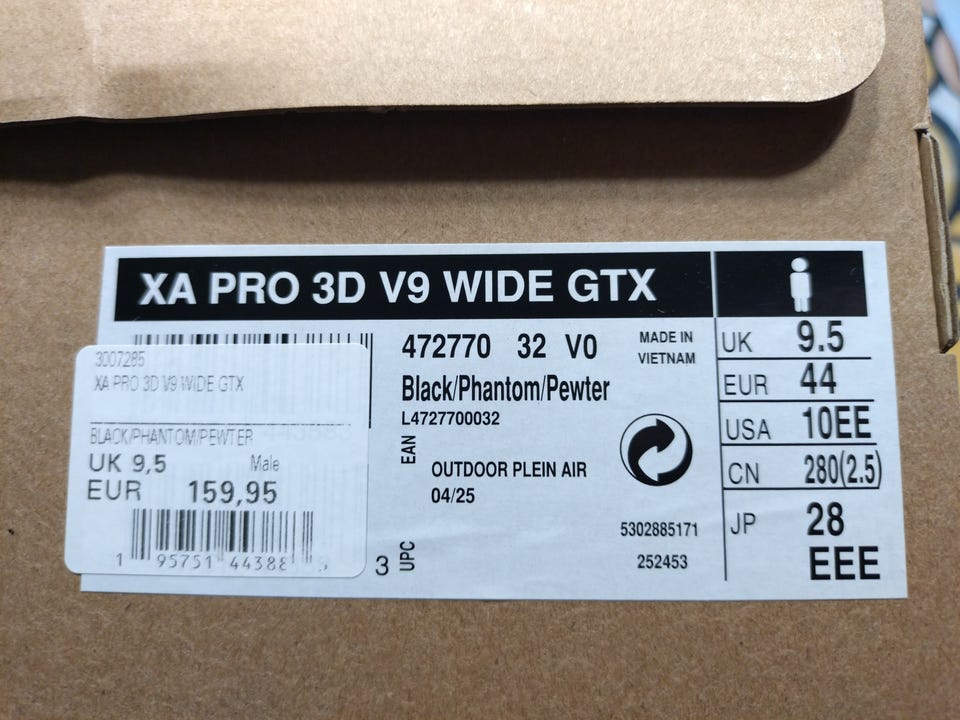 XA PRO 3D V9 WIDE GTX
472770 32 V0
MADE IN
VIETNAM
Black/Phantom/Pewter
L4727700032
EAN
OUTDOOR PLEIN AIR
04/25
5302885171
252453
UPC
3
UK 9.5
EUR 44
USA 10EE
CN 280(2.5)
JP 28
EEE
3007285
XA PRO 3D V9 WIDE GTX
BLACK/PHANTOM/PEWTER
UK 9,5 Male
EUR 159,95
1 95751 44388